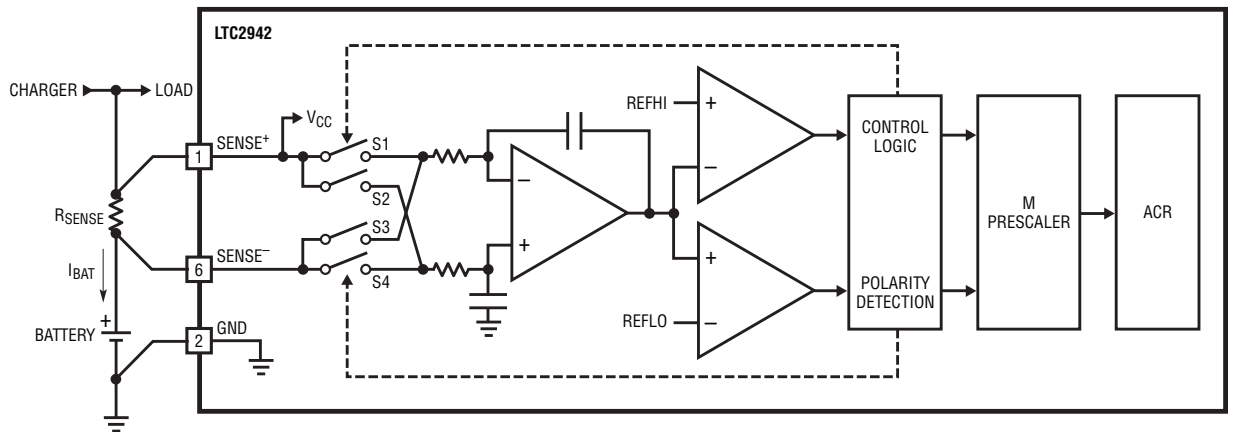 LTC2942
CHARGER
LOAD
VCC
1
SENSE+
S1
S2
S3
S4
RSENSE
IBAT
6
SENSE−
BATTERY
+
2
GND
−
+
REFHI
+
−
+
REFLO
−
CONTROL
LOGIC
POLARITY
DETECTION
M
PRESCALER
ACR